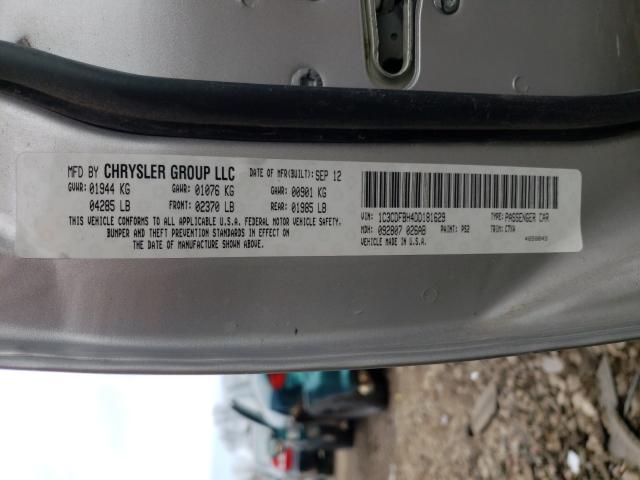 MFD BY CHRYSLER GROUP LLC DATE OF MFR(BUILT): SEP 12
GVWR: 01944 KG GAWR: 01076 KG GAWR: 00901 KG
04285 LB FRONT: 02370 LB REAR: 01985 LB
THIS VEHICLE CONFORMS TO ALL APPLICABLE U.S.A. FEDERAL MOTOR VEHICLE SAFETY,
BUMPER AND THEFT PREVENTION STANDARDS IN EFFECT ON
THE DATE OF MANUFACTURE SHOWN ABOVE.
VIN: 1C3CDFBH4DD181629 TYPE: PASSENGER CAR
MDH: 092807 026AB PAINT: PS2 TRIM: C7XA
VEHICLE MADE IN U.S.A.